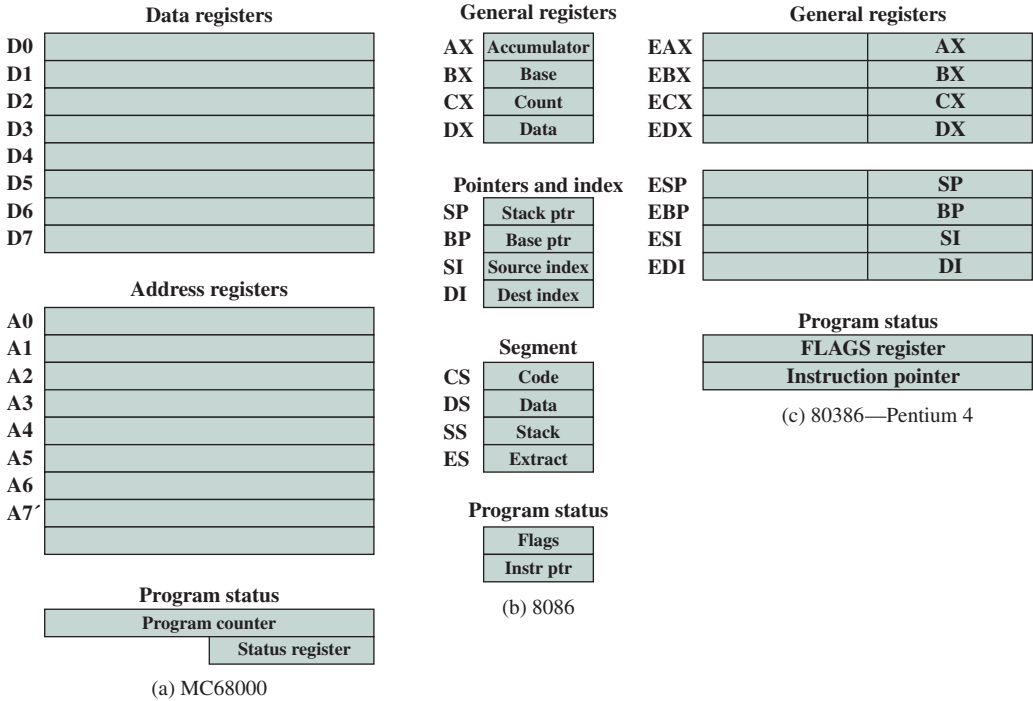 Data registers
D0
D1
D2
D3
D4
D5
D6
D7
Address registers
A0
A1
A2
A3
A4
A5
A6
A7´
Program status
Program counter
Status register
(a) MC68000
General registers
AX Accumulator
BX Base
CX Count
DX Data
Pointers and index
SP Stack ptr
BP Base ptr
SI Source index
DI Dest index
Segment
CS Code
DS Data
SS Stack
ES Extract
Program status
Flags
Instr ptr
(b) 8086
General registers
EAX AX
EBX BX
ECX CX
EDX DX
ESP SP
EBP BP
ESI SI
EDI DI
Program status
FLAGS register
Instruction pointer
(c) 80386—Pentium 4